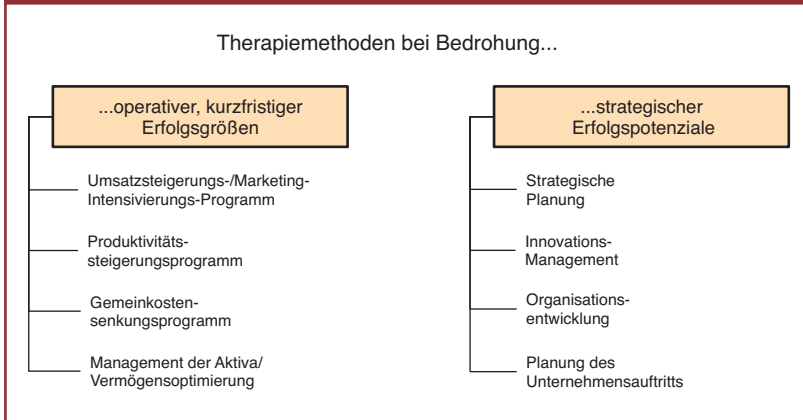 Therapiemethoden bei Bedrohung...
...operativer, kurzfristiger
Erfolgsgrößen
Umsatzsteigerungs-/Marketing-
Intensivierungs-Programm
Produktivitäts-
steigerungsprogramm
Gemeinkosten-
senkungsprogramm
Management der Aktiva/
Vermögensoptimierung
...strategischer
Erfolgspotenziale
Strategische
Planung
Innovations-
Management
Organisations-
entwicklung
Planung des
Unternehmensauftritts